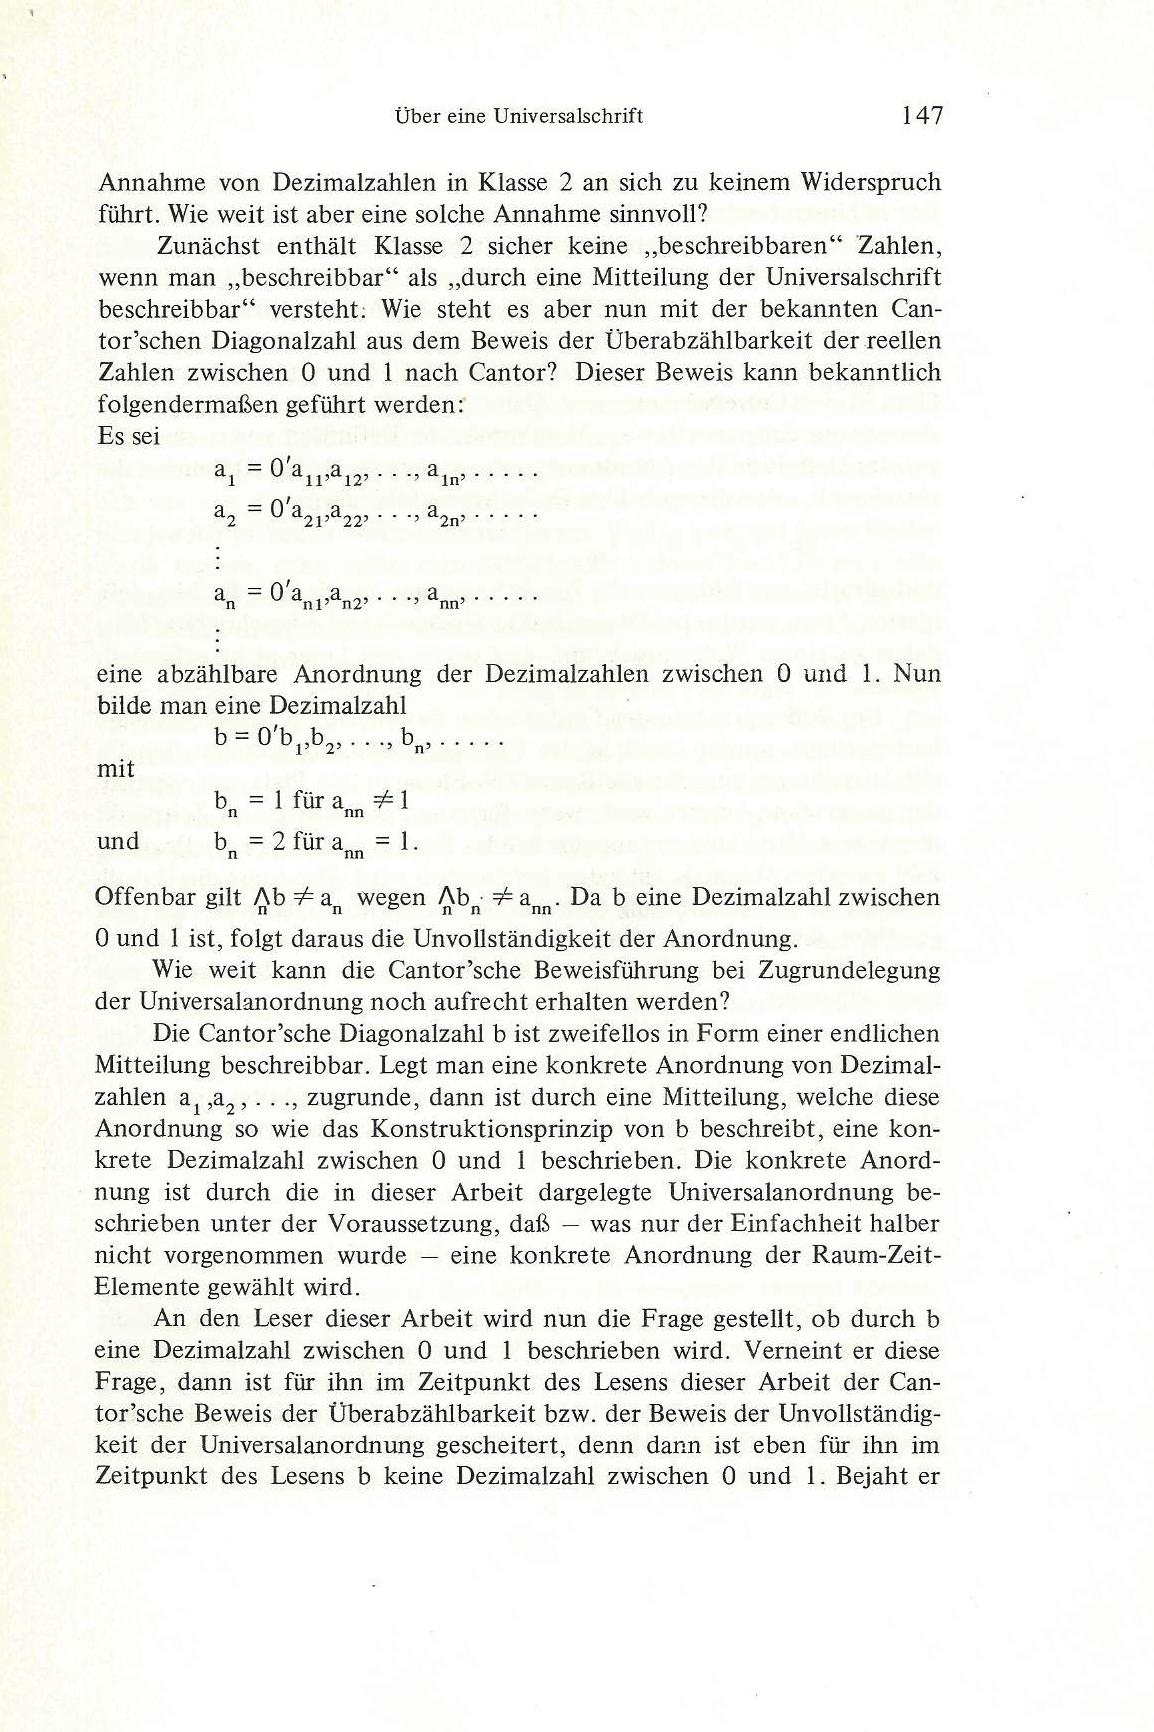 Über eine Universalschrift 147
Annahme von Dezimalzahlen in Klasse 2 an sich zu keinem Widerspruch
führt. Wie weit ist aber eine solche Annahme sinnvoll?
Zunächst enthält Klasse 2 sicher keine „beschreibbaren“ Zahlen,
wenn man „beschreibbar“ als „durch eine Mitteilung der Universalschrift
beschreibbar“ versteht: Wie steht es aber nun mit der bekannten Can-
tor’schen Diagonalzahl aus dem Beweis der Überabzählbarkeit der reellen
Zahlen zwischen 0 und 1 nach Cantor? Dieser Beweis kann bekanntlich
folgendermaßen geführt werden:
Es sei
a₁ = 0′a₁₁,a₁₂, . . ., a₁ₙ, . . . . .
a₂ = 0′a₂₁,a₂₂, . . ., a₂ₙ, . . . . .
⋮
aₙ = 0′aₙ₁,aₙ₂, . . ., aₙₙ, . . . . .
⋮
eine abzählbare Anordnung der Dezimalzahlen zwischen 0 und 1. Nun
bilde man eine Dezimalzahl
b = 0′b₁,b₂, . . ., bₙ, . . . . .
mit
bₙ = 1 für aₙₙ ≠ 1
und bₙ = 2 für aₙₙ = 1.
Offenbar gilt ⋀ₙb ≠ aₙ wegen ⋀ₙbₙ ≠ aₙₙ. Da b eine Dezimalzahl zwischen
0 und 1 ist, folgt daraus die Unvollständigkeit der Anordnung.
Wie weit kann die Cantor’sche Beweisführung bei Zugrundelegung
der Universalanordnung noch aufrecht erhalten werden?
Die Cantor’sche Diagonalzahl b ist zweifellos in Form einer endlichen
Mitteilung beschreibbar. Legt man eine konkrete Anordnung von Dezimal-
zahlen a₁,a₂, . . ., zugrunde, dann ist durch eine Mitteilung, welche diese
Anordnung so wie das Konstruktionsprinzip von b beschreibt, eine kon-
krete Dezimalzahl zwischen 0 und 1 beschrieben. Die konkrete Anord-
nung ist durch die in dieser Arbeit dargelegte Universalanordnung be-
schrieben unter der Voraussetzung, daß — was nur der Einfachheit halber
nicht vorgenommen wurde — eine konkrete Anordnung der Raum-Zeit-
Elemente gewählt wird.
An den Leser dieser Arbeit wird nun die Frage gestellt, ob durch b
eine Dezimalzahl zwischen 0 und 1 beschrieben wird. Verneint er diese
Frage, dann ist für ihn im Zeitpunkt des Lesens dieser Arbeit der Can-
tor’sche Beweis der Überabzählbarkeit bzw. der Beweis der Unvollständig-
keit der Universalanordnung gescheitert, denn dann ist eben für ihn im
Zeitpunkt des Lesens b keine Dezimalzahl zwischen 0 und 1. Bejaht er